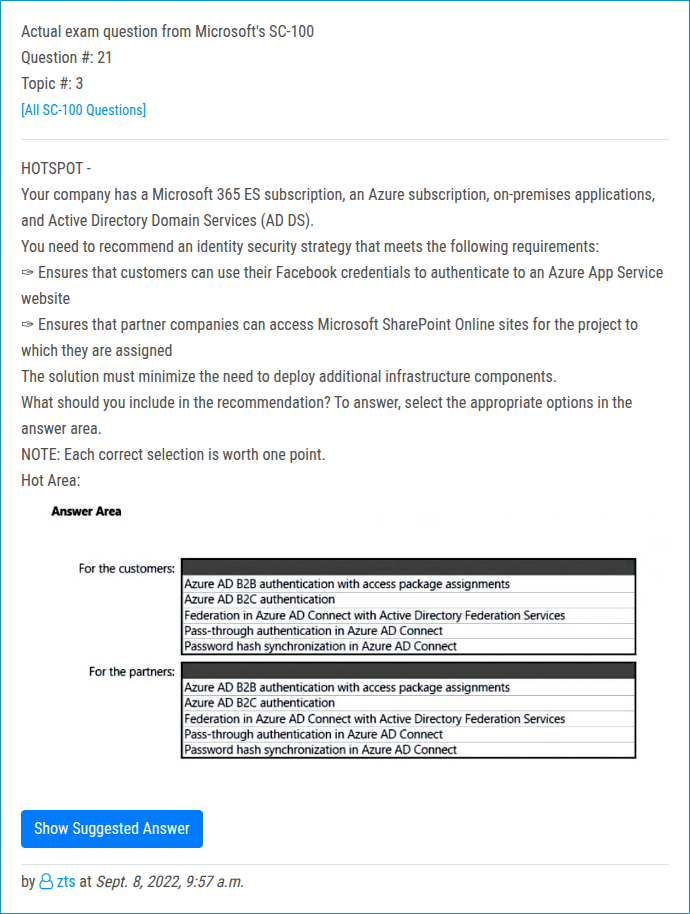 Actual exam question from Microsoft's SC-100
Question #: 21
Topic #: 3
[All SC-100 Questions]
HOTSPOT -
Your company has a Microsoft 365 ES subscription, an Azure subscription, on-premises applications,
and Active Directory Domain Services (AD DS).
You need to recommend an identity security strategy that meets the following requirements:
✑ Ensures that customers can use their Facebook credentials to authenticate to an Azure App Service
website
✑ Ensures that partner companies can access Microsoft SharePoint Online sites for the project to
which they are assigned
The solution must minimize the need to deploy additional infrastructure components.
What should you include in the recommendation? To answer, select the appropriate options in the
answer area.
NOTE: Each correct selection is worth one point.
Hot Area:
Answer Area
For the customers:
Azure AD B2B authentication with access package assignments
Azure AD B2C authentication
Federation in Azure AD Connect with Active Directory Federation Services
Pass-through authentication in Azure AD Connect
Password hash synchronization in Azure AD Connect
For the partners:
Azure AD B2B authentication with access package assignments
Azure AD B2C authentication
Federation in Azure AD Connect with Active Directory Federation Services
Pass-through authentication in Azure AD Connect
Password hash synchronization in Azure AD Connect
Show Suggested Answer
by zts at Sept. 8, 2022, 9:57 a.m.